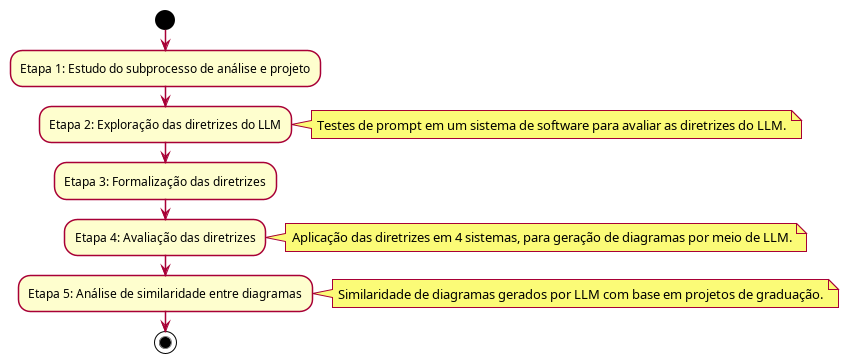 Etapa 1: Estudo do subprocesso de análise e projeto
Etapa 2: Exploração das diretrizes do LLM
Testes de prompt em um sistema de software para avaliar as diretrizes do LLM.
Etapa 3: Formalização das diretrizes
Etapa 4: Avaliação das diretrizes
Aplicação das diretrizes em 4 sistemas, para geração de diagramas por meio de LLM.
Etapa 5: Análise de similaridade entre diagramas
Similaridade de diagramas gerados por LLM com base em projetos de graduação.